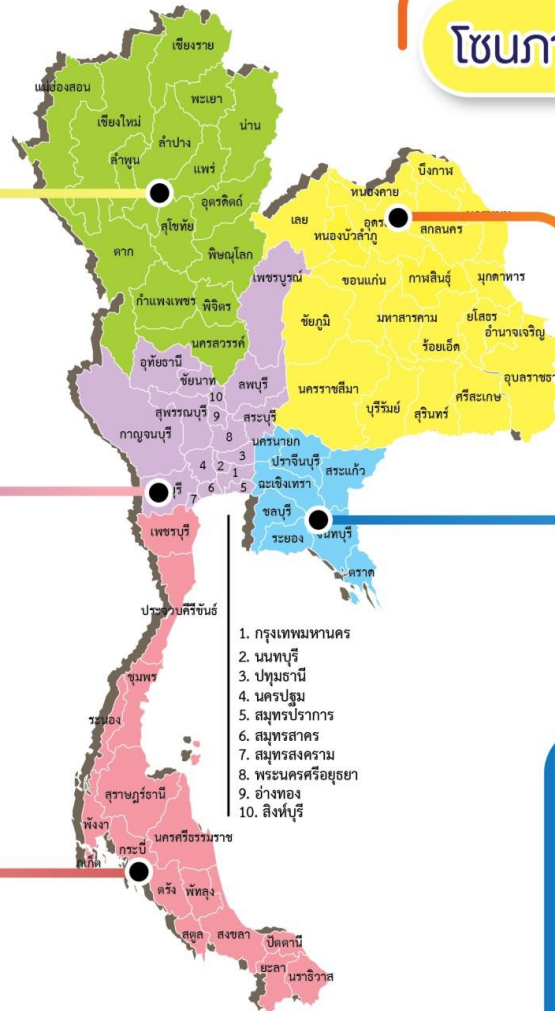 โซนภา
เชียงราย
แม่ฮ่องสอน
พะเยา
เชียงใหม่
น่าน
ลำปาง
ลำพูน
แพร่
อุตรดิตถ์
สุโขทัย
ตาก
พิษณุโลก
กำแพงเพชร
พิจิตร
นครสวรรค์
บึงกาฬ
หนองคาย
เลย
อุดร
หนองบัวลำภู
สกลนคร
ขอนแก่น
กาฬสินธุ์
มุกดาหาร
ชัยภูมิ
มหาสารคาม
ยโสธร
ร้อยเอ็ด
อำนาจเจริญ
นครราชสีมา
บุรีรัมย์
สุรินทร์
ศรีสะเกษ
อุบลราชธา
เพชรบูรณ์
อุทัยธานี
ชัยนาท
ลพบุรี
10
สุพรรณบุรี
9
สระบุรี
กาญจนบุรี
8
นครนายก
3
4
2
1
6
5
7
ุรี
ปราจีนบุรี
สระแก้ว
ฉะเชิงเทรา
ชลบุรี
ระยอง
ันทบุรี
ตราด
เพชรบุรี
ประจวบคีรีขันธ์
ชุมพร
ระนอง
สุราษฎร์ธานี
พังงา
นครศรีธรรมราช
กระบี่
ภูเก็ต
ตรัง
พัทลุง
สตูล
สงขลา
ปัตตานี
ยะลา
นราธิวาส
1. กรุงเทพมหานคร
2. นนทบุรี
3. ปทุมธานี
4. นครปฐม
5. สมุทรปราการ
6. สมุทรสาคร
7. สมุทรสงคราม
8. พระนครศรีอยุธยา
9. อ่างทอง
10. สิงห์บุรี